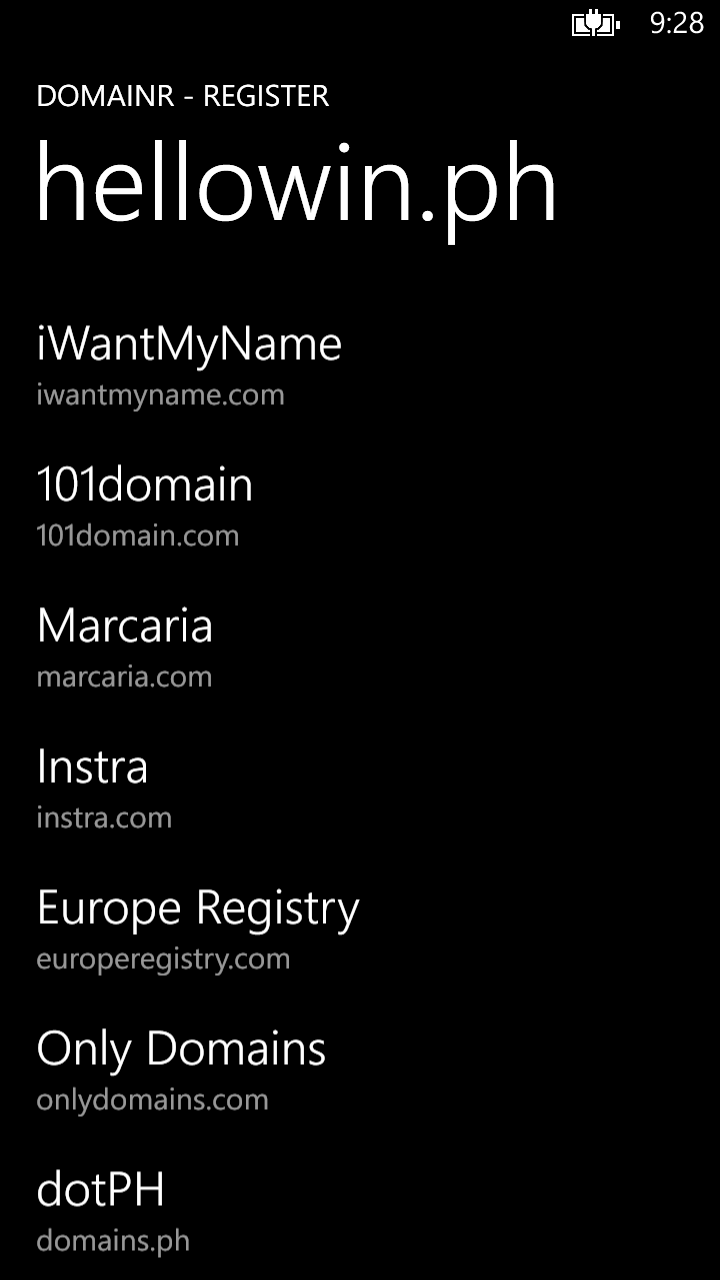 9:28
DOMAINR - REGISTER
hellowin.ph
iWantMyName
iwantmyname.com
101domain
101domain.com
Marcaria
marcaria.com
Instra
instra.com
Europe Registry
europeregistry.com
Only Domains
onlydomains.com
dotPH
domains.ph